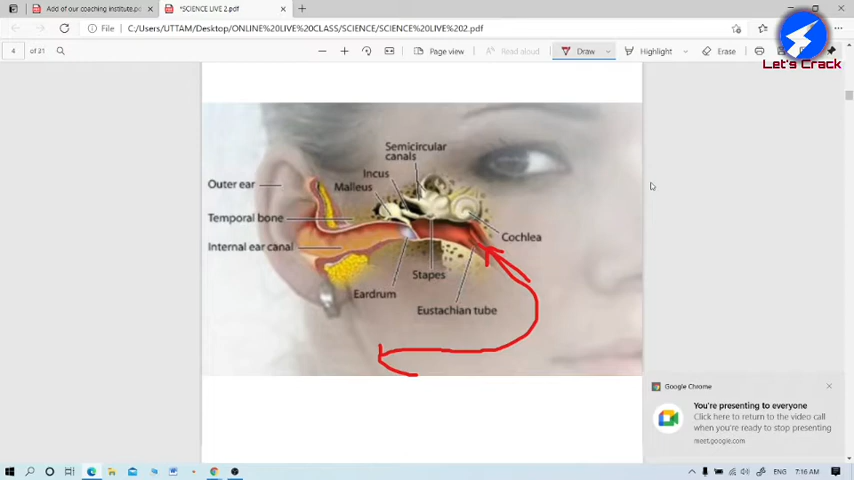 Add of our coaching institute.pdf
*SCIENCE LIVE 2.pdf
File
C:/Users/UTTAM/Desktop/ONLINE%20LIVE%20CLASS/SCIENCE/SCIENCE%20LIVE%202.pdf
4 of 21
Page view
Read aloud
Draw
Highlight
Erase
Let's Crack
Semicircular
canals
Incus
Malleus
Outer ear
Temporal bone
Internal ear canal
Cochlea
Stapes
Eardrum
Eustachian tube
Google Chrome
You're presenting to everyone
Click here to return to the video call
when you're ready to stop presenting
meet.google.com
ENG
7:16 AM